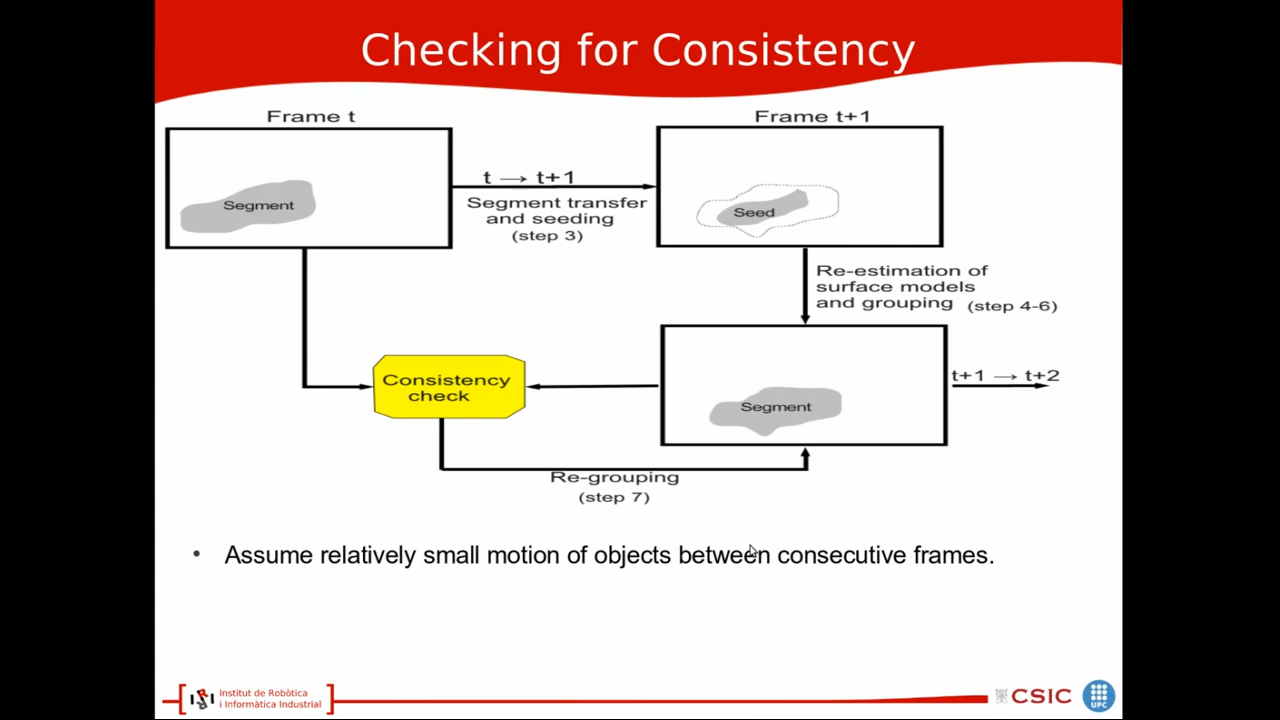 Checking for Consistency
Frame t
Frame t+1
Segment
t → t+1
Segment transfer
and seeding
(step 3)
Seed
Re-estimation of
surface models
and grouping (step 4-6)
Consistency
check
Segment
t+1 → t+2
Re-grouping
(step 7)
• Assume relatively small motion of objects between consecutive frames.
IRI
Institut de Robòtica
i Informàtica Industrial
CSIC
UPC